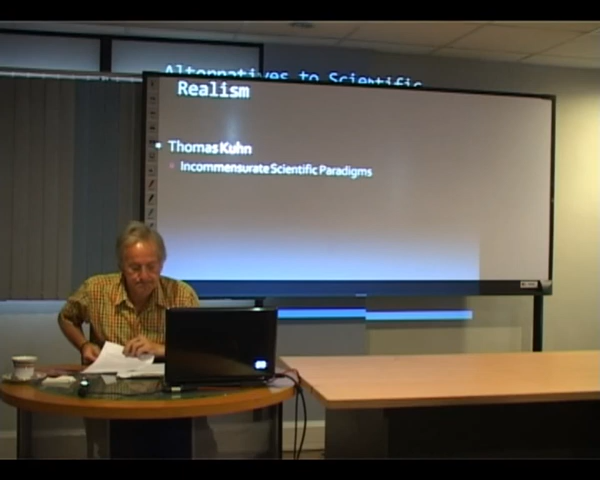 Alternatives to Scientific
Realism
Thomas Kuhn
Incommensurate Scientific Paradigms